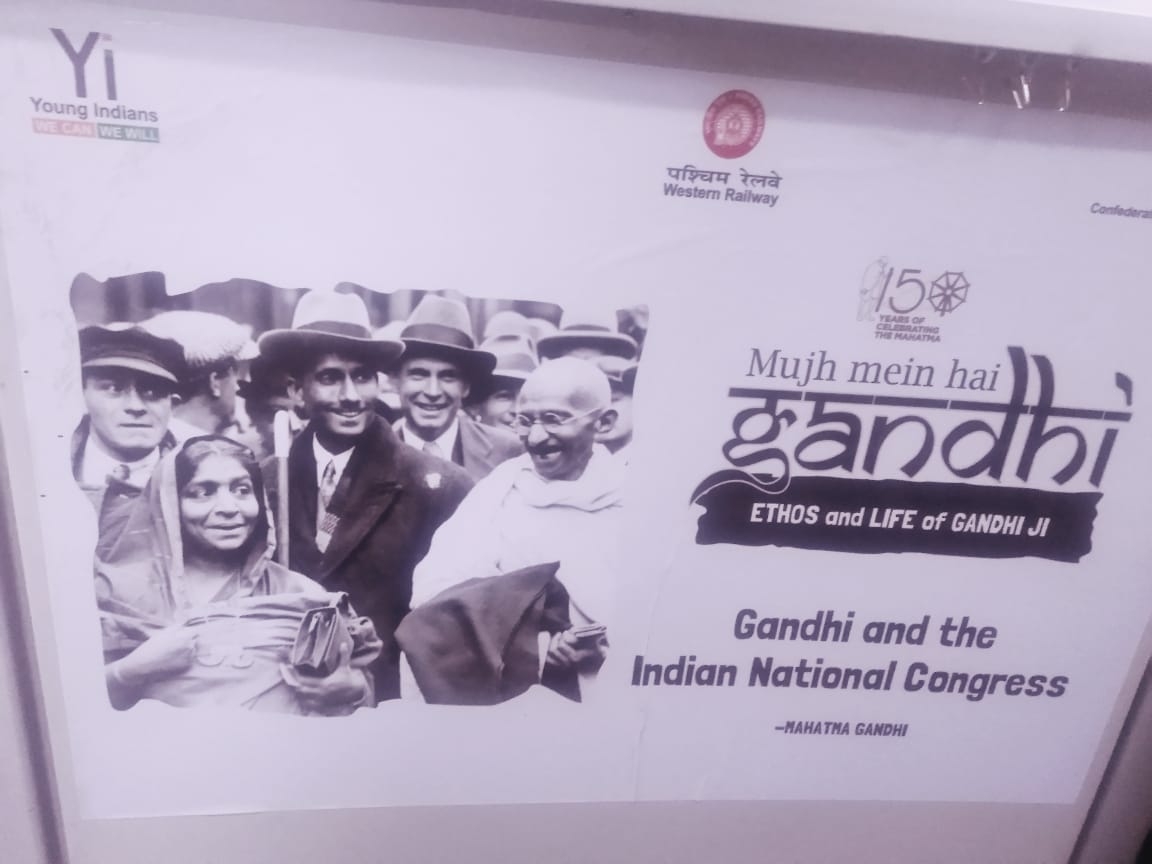 Yi
Young Indians
WE CAN WE WILL
पश्चिम रेलवे
Western Railway
Confedera
150
YEARS OF
CELEBRATING
THE MAHATMA
Mujh mein hai
gandhi
ETHOS and LIFE of GANDHI JI
Gandhi and the
Indian National Congress
–MAHATMA GANDHI